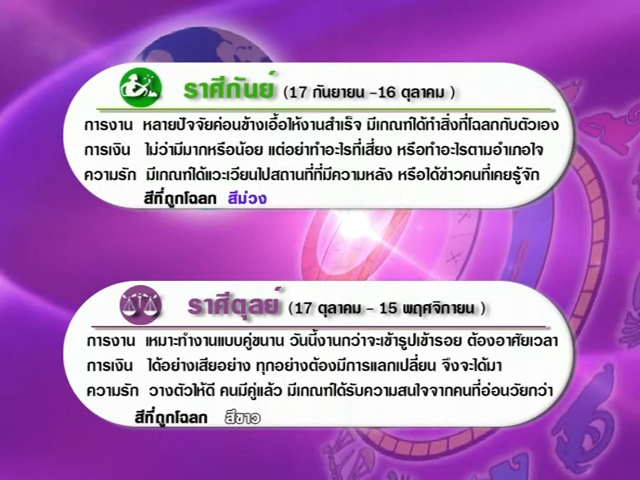 ราศีกันย์ (17 กันยายน -16 ตุลาคม )
การงาน หลายปัจจัยค่อนข้างเอื้อให้งานสำเร็จ มีเกณฑ์ได้ทำสิ่งที่โฉลกกับตัวเอง
การเงิน ไม่ว่ามีมากหรือน้อย แต่อย่าทำอะไรที่เสี่ยง หรือทำอะไรตามอำเภอใจ
ความรัก มีเกณฑ์ได้แวะเวียนไปสถานที่ที่มีความหลัง หรือได้ข่าวคนที่เคยรู้จัก
สีที่ถูกโฉลก สีม่วง
ราศีตุลย์ (17 ตุลาคม - 15 พฤศจิกายน )
การงาน เหมาะทำงานแบบคู่ขนาน วันนี้งานกว่าจะเข้ารูปเข้ารอย ต้องอาศัยเวลา
การเงิน ได้อย่างเสียอย่าง ทุกอย่างต้องมีการแลกเปลี่ยน จึงจะได้มา
ความรัก วางตัวให้ดี คนมีคู่แล้ว มีเกณฑ์ได้รับความสนใจจากคนที่อ่อนวัยกว่า
สีที่ถูกโฉลก สีขาว